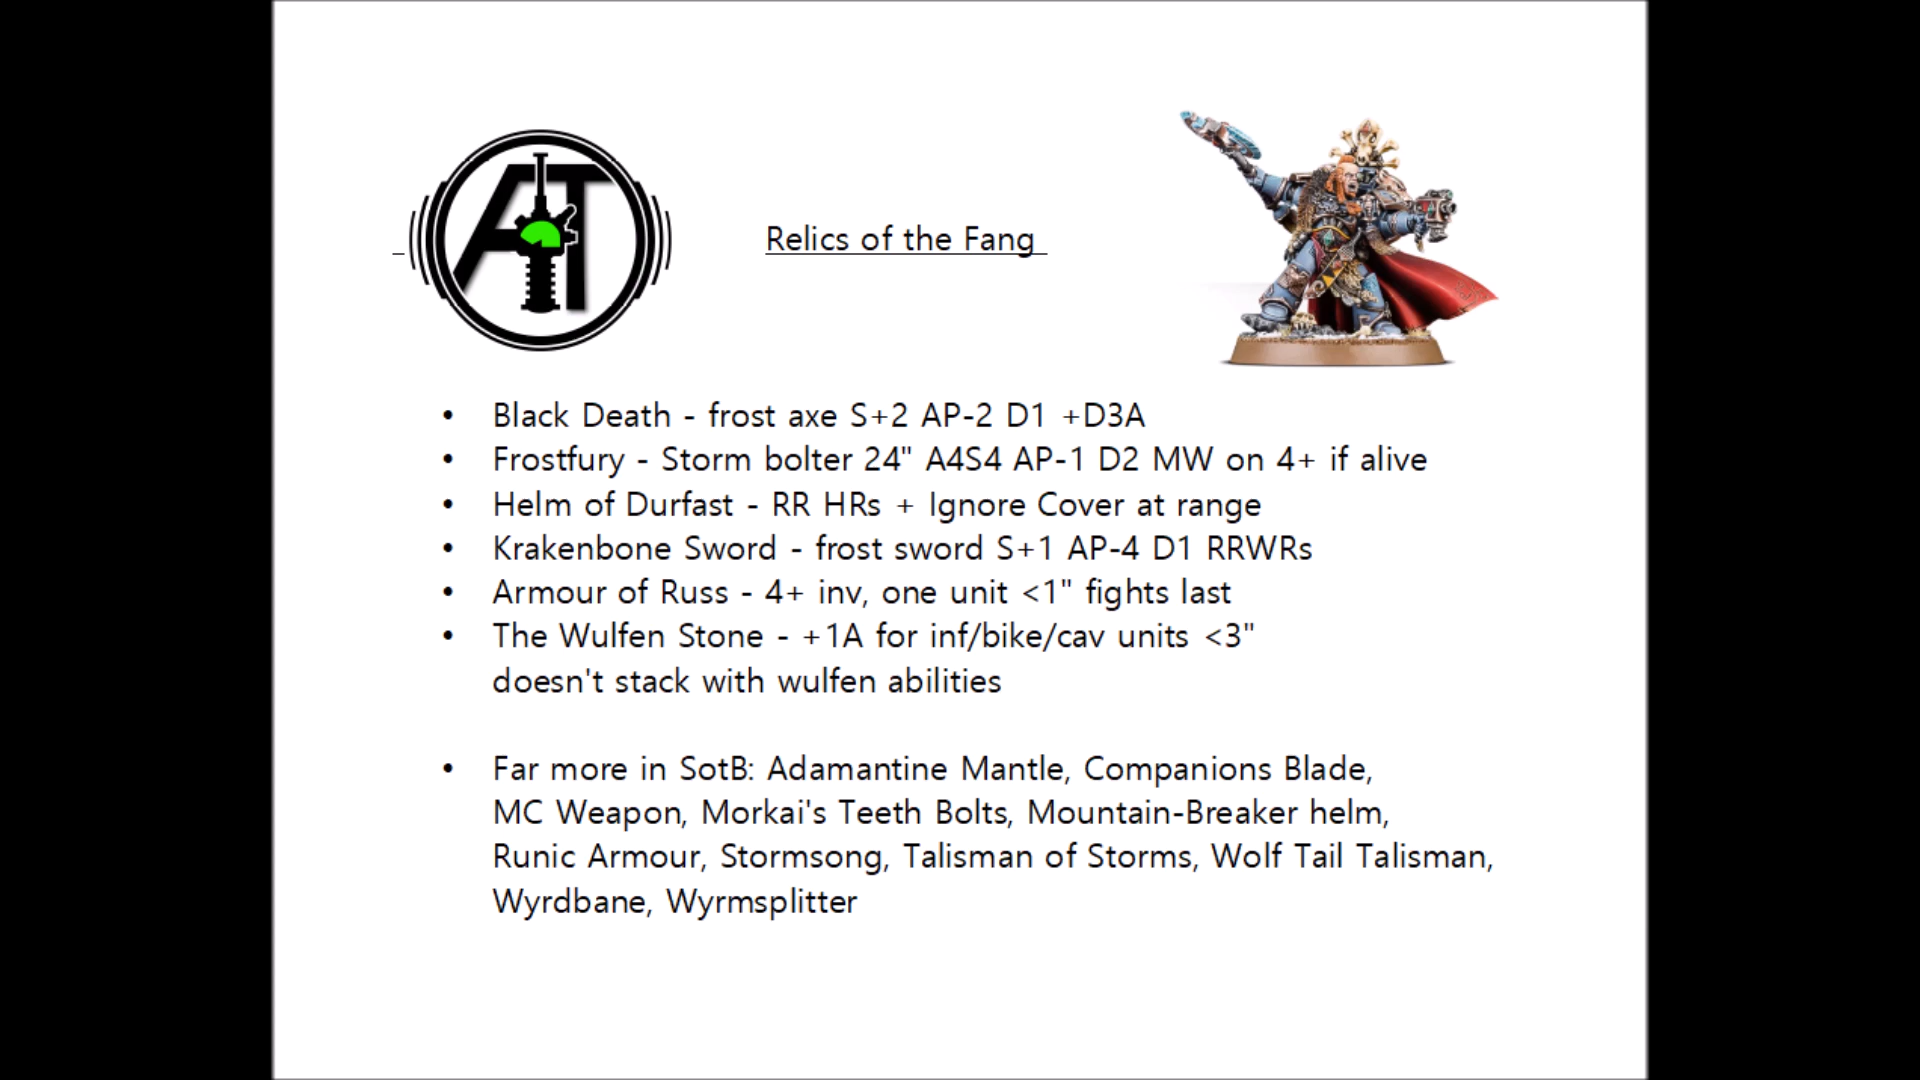 AT
Relics of the Fang
• Black Death - frost axe S+2 AP-2 D1 +D3A
• Frostfury - Storm bolter 24" A4S4 AP-1 D2 MW on 4+ if alive
• Helm of Durfast - RR HRs + Ignore Cover at range
• Krakenbone Sword - frost sword S+1 AP-4 D1 RRWRs
• Armour of Russ - 4+ inv, one unit <1" fights last
• The Wulfen Stone - +1A for inf/bike/cav units <3"
doesn't stack with wulfen abilities
• Far more in SotB: Adamantine Mantle, Companions Blade,
MC Weapon, Morkai's Teeth Bolts, Mountain-Breaker helm,
Runic Armour, Stormsong, Talisman of Storms, Wolf Tail Talisman,
Wyrdbane, Wyrmsplitter